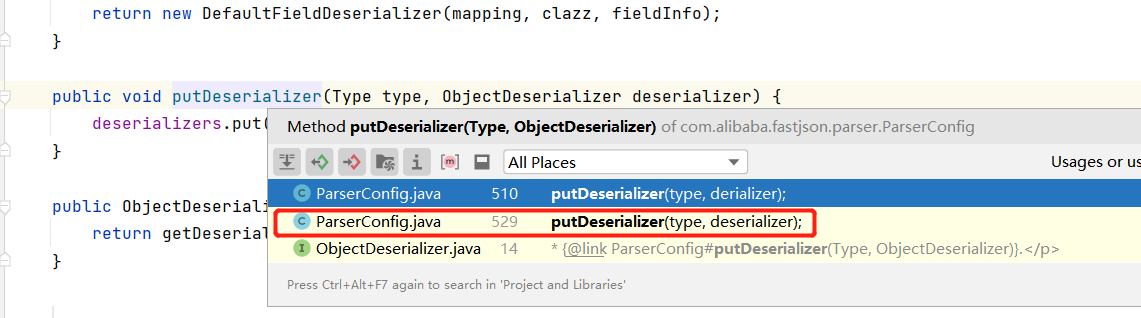 return new DefaultFieldDeserializer(mapping, clazz, fieldInfo);
}
public void putDeserializer(Type type, ObjectDeserializer deserializer) {
deserializers.put(
Method putDeserializer(Type, ObjectDeserializer) of com.alibaba.fastjson.parser.ParserConfig
}
All Places
Usages or us
ParserConfig.java 510 putDeserializer(type, derializer);
public ObjectDeseriali
ParserConfig.java 529 putDeserializer(type, deserializer);
return getDeserial
ObjectDeserializer.java 14 * {@link ParserConfig#putDeserializer(Type, ObjectDeserializer)}.</p>
}
Press Ctrl+Alt+F7 again to search in 'Project and Libraries'